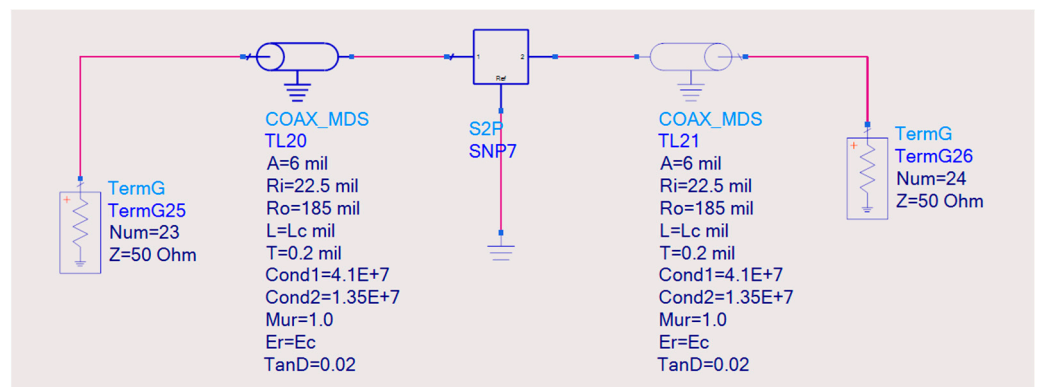 1
2
Ref
COAX_MDS
TL20
A=6 mil
Ri=22.5 mil
Ro=185 mil
L=Lc mil
T=0.2 mil
Cond1=4.1E+7
Cond2=1.35E+7
Mur=1.0
Er=Ec
TanD=0.02
S2P
SNP7
COAX_MDS
TL21
A=6 mil
Ri=22.5 mil
Ro=185 mil
L=Lc mil
T=0.2 mil
Cond1=4.1E+7
Cond2=1.35E+7
Mur=1.0
Er=Ec
TanD=0.02
TermG
TermG25
Num=23
Z=50 Ohm
TermG
TermG26
Num=24
Z=50 Ohm